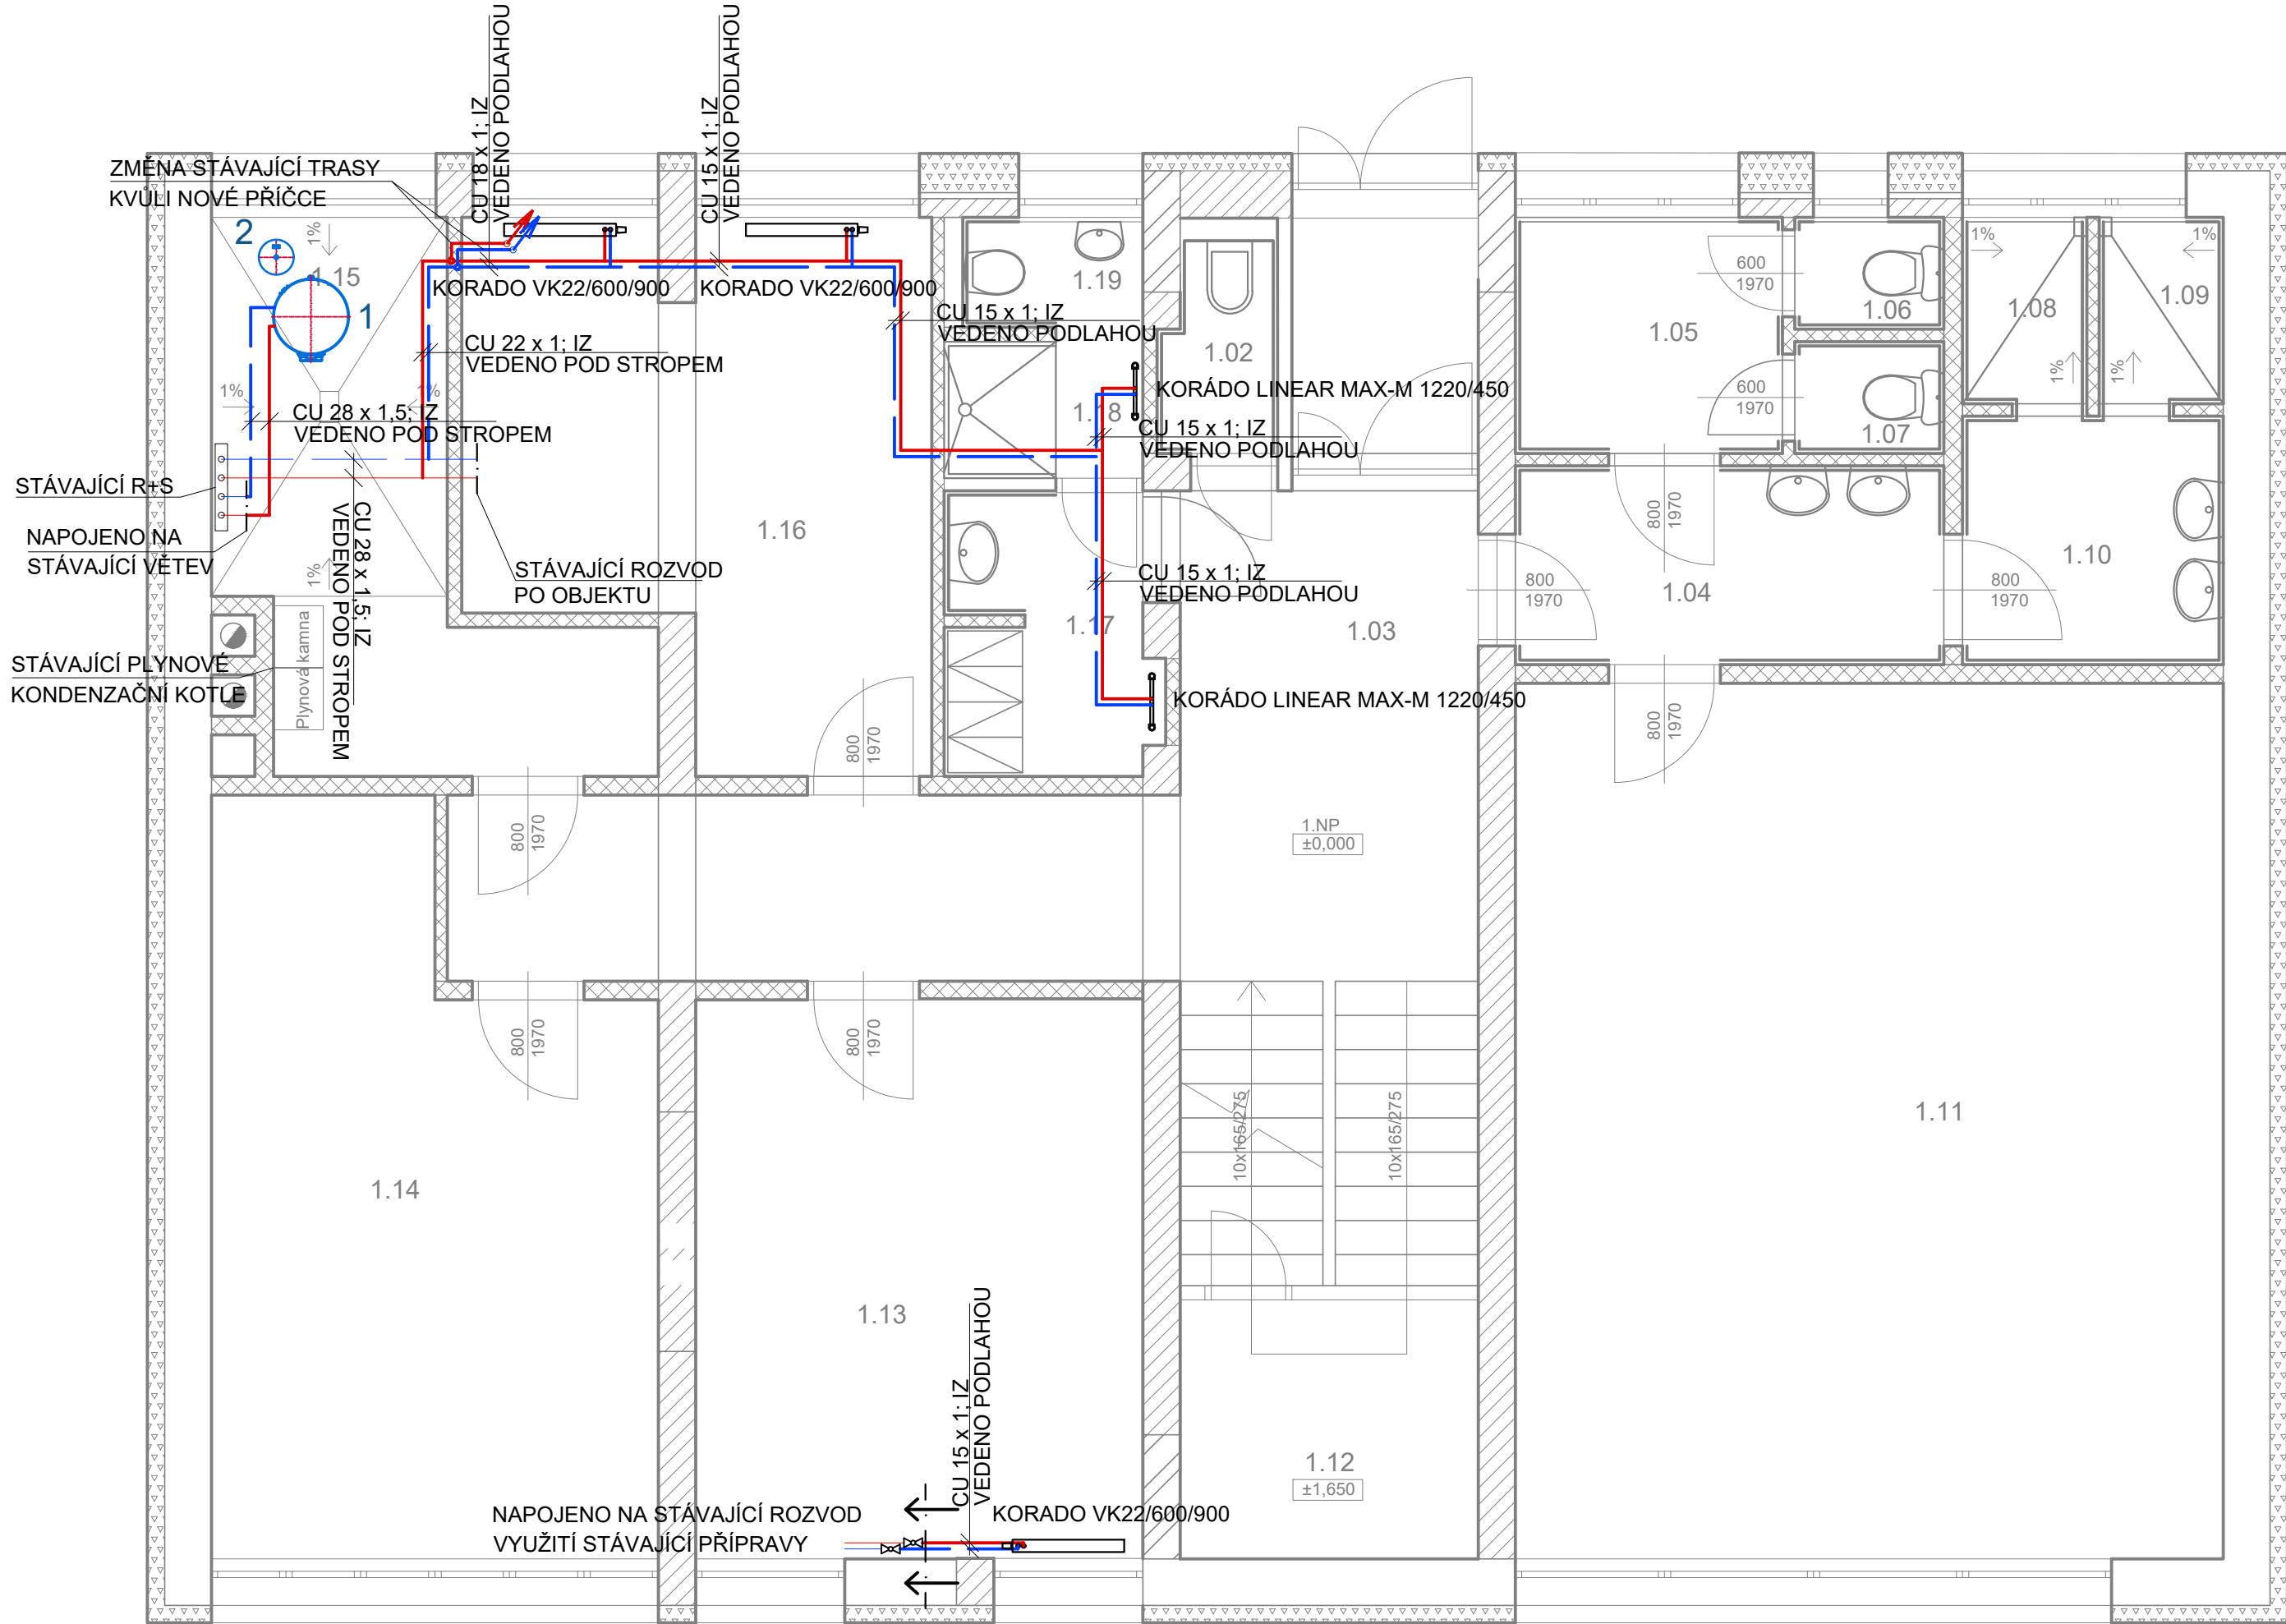 CU 18 x 1; IZ
VEDENO PODLAHOU
CU 15 x 1; IZ
VEDENO PODLAHOU
ZMĚNA STÁVAJÍCÍ TRASY
KVŮLI NOVÉ PŘÍČCE
2
1%
1.15
1
KORADO VK22/600/900
KORADO VK22/600/900
1.19
CU 15 x 1; IZ
VEDENO PODLAHOU
CU 22 x 1; IZ
VEDENO POD STROPEM
1.02
1.05
600
1970
1.06
1%
1.08
1%
1.09
1%
1%
600
1970
1.07
1%
1%
CU 28 x 1,5; IZ
VEDENO POD STROPEM
1.18
KORÁDO LINEAR MAX-M 1220/450
CU 15 x 1; IZ
VEDENO PODLAHOU
STÁVAJÍCÍ R+S
NAPOJENO NA
STÁVAJÍCÍ VĚTEV
CU 28 x 1,5; IZ
VEDENO POD STROPEM
1%
1.16
STÁVAJÍCÍ ROZVOD
PO OBJEKTU
CU 15 x 1; IZ
VEDENO PODLAHOU
1.17
1.03
800
1970
800
1970
1.04
800
1970
1.10
STÁVAJÍCÍ PLYNOVÉ
KONDENZAČNÍ KOTLE
Plynová kamna
KORÁDO LINEAR MAX-M 1220/450
800
1970
800
1970
800
1970
1.NP
±0,000
800
1970
800
1970
10x165/275
10x165/275
1.11
1.14
1.13
CU 15 x 1; IZ
VEDENO PODLAHOU
1.12
±1,650
NAPOJENO NA STÁVAJÍCÍ ROZVOD
VYUŽITÍ STÁVAJÍCÍ PŘÍPRAVY
KORADO VK22/600/900